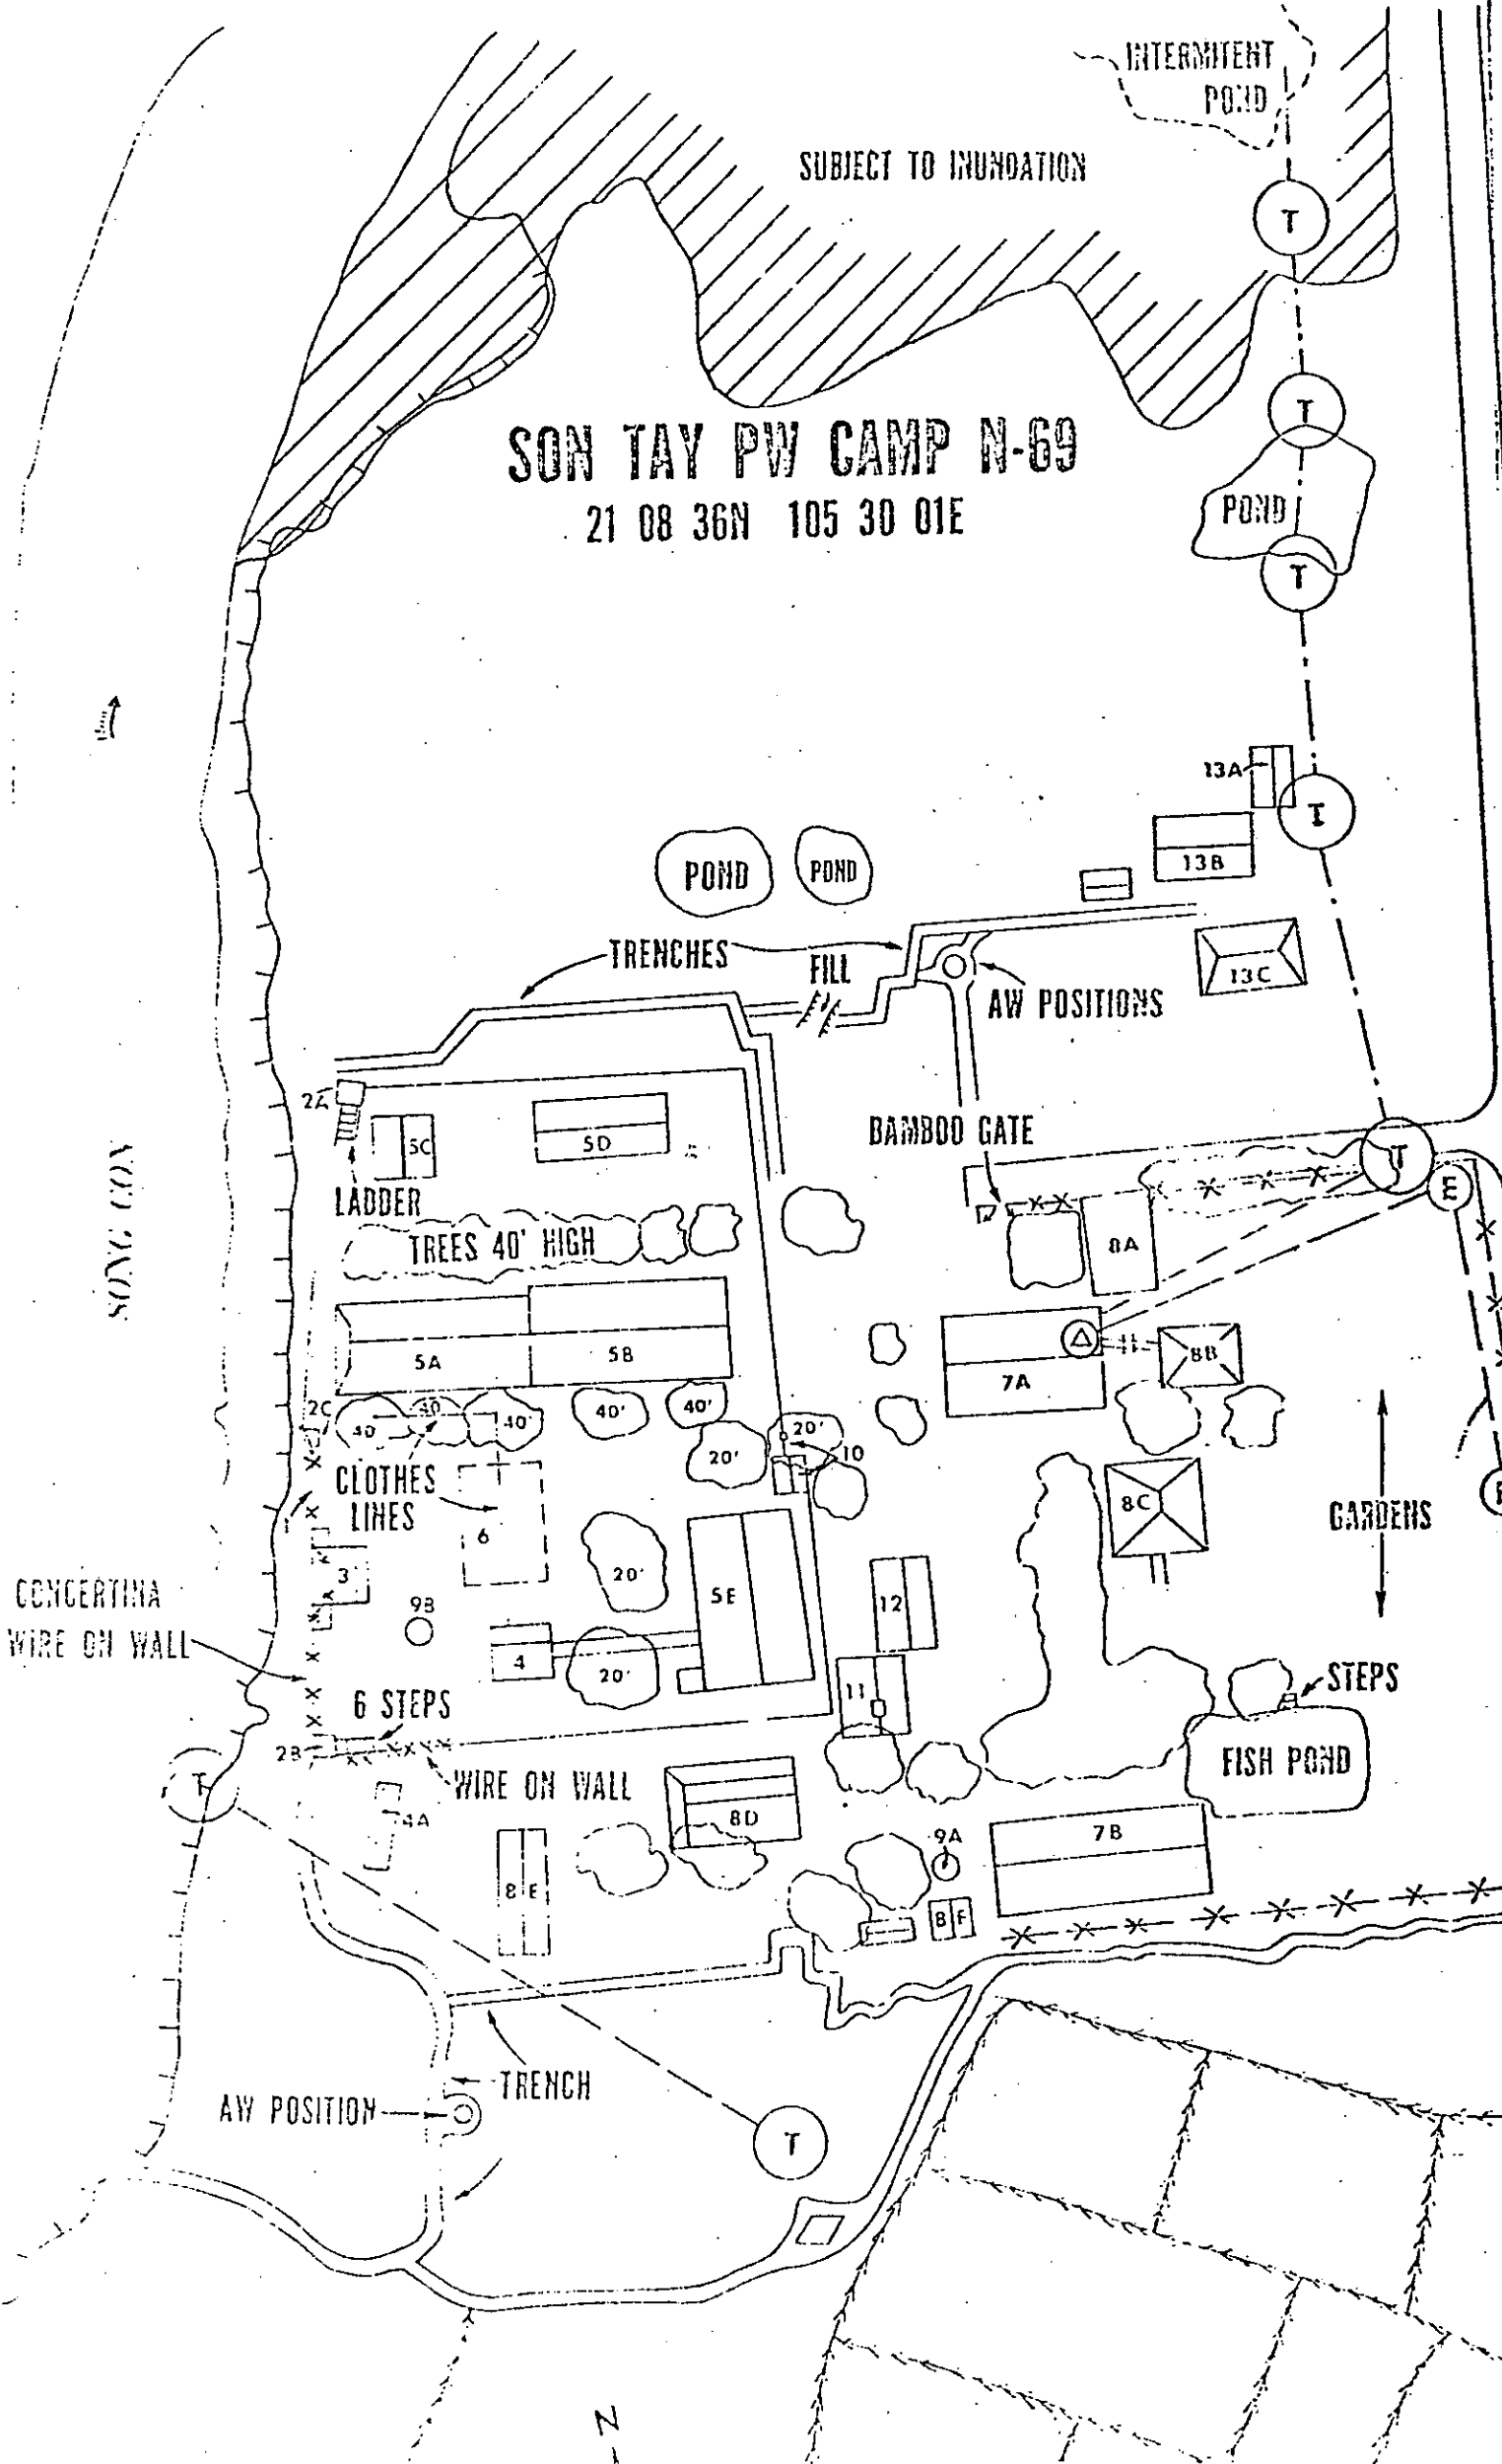 INTERMITENT
POND
SUBJECT TO INUNDATION
T
SON TAY PW CAMP N-69
21 08 36N 105 30 01E
T
POND
T
13A
T
13B
POND
POND
TRENCHES
FILL
AW POSITIONS
13C
2A
5C
5D
LADDER
BAMBOO GATE
T
E
TREES 40' HIGH
8A
SONG CON
5A
5B
7A
8B
2C
40
40
40'
40'
40'
20'
20'
10
CLOTHES
LINES
6
8C
GARDENS
3
20'
5E
12
CONCERTINA
WIRE ON WALL
9B
4
20'
11
STEPS
6 STEPS
2B
FISH POND
T
WIRE ON WALL
4A
8D
9A
7B
8E
8F
TRENCH
AW POSITION
T
N